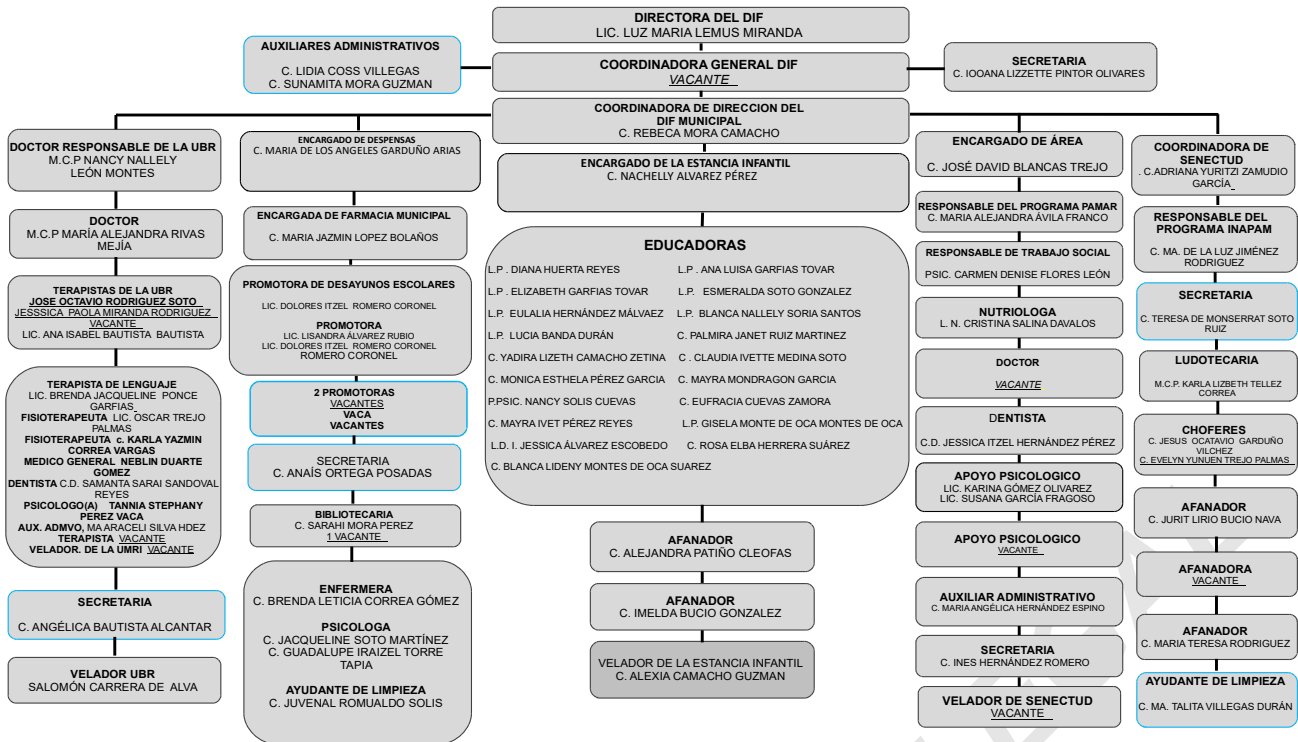 DIRECTORA DEL DIF
LIC. LUZ MARIA LEMUS MIRANDA
AUXILIARES ADMINISTRATIVOS
C. LIDIA COSS VILLEGAS
C. SUNAMITA MORA GUZMAN
COORDINADORA GENERAL DIF
VACANTE
SECRETARIA
C. IOOANA LIZZETTE PINTOR OLIVARES
COORDINADORA DE DIRECCION DEL
DIF MUNICIPAL
C. REBECA MORA CAMACHO
DOCTOR RESPONSABLE DE LA UBR
M.C.P NANCY NALLELY
LEÓN MONTES
DOCTOR
M.C.P MARÍA ALEJANDRA RIVAS
MEJÍA
TERAPISTAS DE LA UBR
JOSE OCTAVIO RODRIGUEZ SOTO
JESSSICA PAOLA MIRANDA RODRIGUEZ
VACANTE
LIC. ANA ISABEL BAUTISTA BAUTISTA
TERAPISTA DE LENGUAJE
LIC. BRENDA JACQUELINE PONCE
GARFIAS
FISIOTERAPEUTA LIC. OSCAR TREJO
PALMAS
FISIOTERAPEUTA c. KARLA YAZMIN
CORREA VARGAS
MEDICO GENERAL NEBLIN DUARTE
GOMEZ
DENTISTA C.D. SAMANTA SARAI SANDOVAL
REYES
PSICOLOGO(A) TANNIA STEPHANY
PEREZ VACA
AUX. ADMVO, MA ARACELI SILVA HDEZ
TERAPISTA VACANTE
VELADOR. DE LA UMRI VACANTE
SECRETARIA
C. ANGÉLICA BAUTISTA ALCANTAR
VELADOR UBR
SALOMÓN CARRERA DE ALVA
ENCARGADO DE DESPENSAS
C. MARIA DE LOS ANGELES GARDUÑO ARIAS
ENCARGADA DE FARMACIA MUNICIPAL
C. MARIA JAZMIN LOPEZ BOLAÑOS
PROMOTORA DE DESAYUNOS ESCOLARES
LIC. DOLORES ITZEL ROMERO CORONEL
PROMOTORA
LIC. LISANDRA ÁLVAREZ RUBIO
LIC. DOLORES ITZEL ROMERO CORONEL
ROMERO CORONEL
2 PROMOTORAS
VACANTES
VACA
VACANTES
SECRETARIA
C. ANAÍS ORTEGA POSADAS
BIBLIOTECARIA
C. SARAHI MORA PEREZ
1 VACANTE
ENFERMERA
C. BRENDA LETICIA CORREA GÓMEZ
PSICOLOGA
C. JACQUELINE SOTO MARTÍNEZ
C. GUADALUPE IRAIZEL TORRE
TAPIA
AYUDANTE DE LIMPIEZA
C. JUVENAL ROMUALDO SOLIS
ENCARGADO DE LA ESTANCIA INFANTIL
C. NACHELLY ALVAREZ PÉREZ
EDUCADORAS
L.P . DIANA HUERTA REYES
L.P . ANA LUISA GARFIAS TOVAR
L.P . ELIZABETH GARFIAS TOVAR
L.P. ESMERALDA SOTO GONZALEZ
L.P. EULALIA HERNÁNDEZ MÁLVAEZ
L.P. BLANCA NALLELY SORIA SANTOS
L.P. LUCIA BANDA DURÁN
C. PALMIRA JANET RUIZ MARTINEZ
C. YADIRA LIZETH CAMACHO ZETINA
C . CLAUDIA IVETTE MEDINA SOTO
C. MONICA ESTHELA PÉREZ GARCIA
C. MAYRA MONDRAGON GARCIA
P.PSIC. NANCY SOLIS CUEVAS
C. EUFRACIA CUEVAS ZAMORA
C. MAYRA IVET PÉREZ REYES
L.P. GISELA MONTE DE OCA MONTES DE OCA
L.D. I. JESSICA ÁLVAREZ ESCOBEDO
C. ROSA ELBA HERRERA SUÁREZ
C. BLANCA LIDENY MONTES DE OCA SUAREZ
AFANADOR
C. ALEJANDRA PATIÑO CLEOFAS
AFANADOR
C. IMELDA BUCIO GONZALEZ
VELADOR DE LA ESTANCIA INFANTIL
C. ALEXIA CAMACHO GUZMAN
ENCARGADO DE ÁREA
C. JOSÉ DAVID BLANCAS TREJO
RESPONSABLE DEL PROGRAMA PAMAR
C. MARIA ALEJANDRA ÁVILA FRANCO
RESPONSABLE DE TRABAJO SOCIAL
PSIC. CARMEN DENISE FLORES LEÓN
NUTRIOLOGA
L. N. CRISTINA SALINA DAVALOS
DOCTOR
VACANTE
DENTISTA
C.D. JESSICA ITZEL HERNÁNDEZ PÉREZ
APOYO PSICOLOGICO
LIC. KARINA GÓMEZ OLIVAREZ
LIC. SUSANA GARCÍA FRAGOSO
APOYO PSICOLOGICO
VACANTE
AUXILIAR ADMINISTRATIVO
C. MARIA ANGÉLICA HERNÁNDEZ ESPINO
SECRETARIA
C. INES HERNÁNDEZ ROMERO
VELADOR DE SENECTUD
VACANTE
COORDINADORA DE
SENECTUD
. C.ADRIANA YURITZI ZAMUDIO
GARCÍA
RESPONSABLE DEL
PROGRAMA INAPAM
C. MA. DE LA LUZ JIMÉNEZ
RODRIGUEZ
SECRETARIA
C. TERESA DE MONSERRAT SOTO
RUIZ
LUDOTECARIA
M.C.P. KARLA LIZBETH TELLEZ
CORREA
CHOFERES
C. JESUS OCATAVIO GARDUÑO
VILCHEZ
C. EVELYN YUNUEN TREJO PALMAS
AFANADOR
C. JURIT LIRIO BUCIO NAVA
AFANADORA
VACANTE
AFANADOR
C. MARIA TERESA RODRIGUEZ
AYUDANTE DE LIMPIEZA
C. MA. TALITA VILLEGAS DURÁN